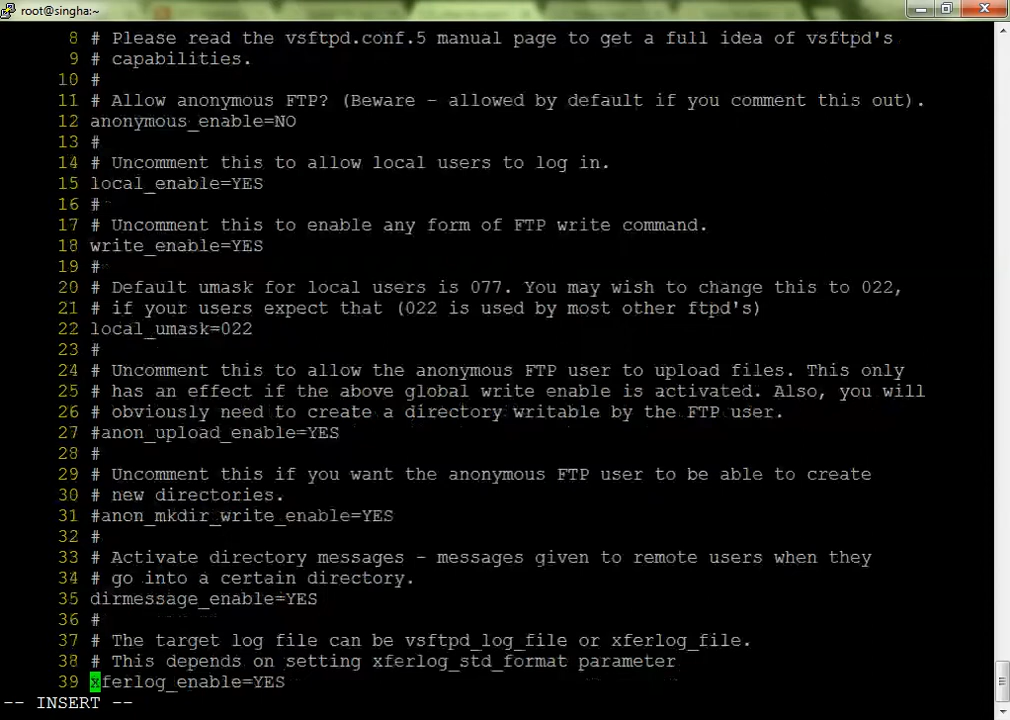 root@singha:~
8 # Please read the vsftpd.conf.5 manual page to get a full idea of vsftpd's
9 # capabilities.
10 #
11 # Allow anonymous FTP? (Beware - allowed by default if you comment this out).
12 anonymous_enable=NO
13 #
14 # Uncomment this to allow local users to log in.
15 local_enable=YES
16 #
17 # Uncomment this to enable any form of FTP write command.
18 write_enable=YES
19 #
20 # Default umask for local users is 077. You may wish to change this to 022,
21 # if your users expect that (022 is used by most other ftpd's)
22 local_umask=022
23 #
24 # Uncomment this to allow the anonymous FTP user to upload files. This only
25 # has an effect if the above global write enable is activated. Also, you will
26 # obviously need to create a directory writable by the FTP user.
27 #anon_upload_enable=YES
28 #
29 # Uncomment this if you want the anonymous FTP user to be able to create
30 # new directories.
31 #anon_mkdir_write_enable=YES
32 #
33 # Activate directory messages - messages given to remote users when they
34 # go into a certain directory.
35 dirmessage_enable=YES
36 #
37 # The target log file can be vsftpd_log_file or xferlog_file.
38 # This depends on setting xferlog_std_format parameter
39 xferlog_enable=YES
-- INSERT --